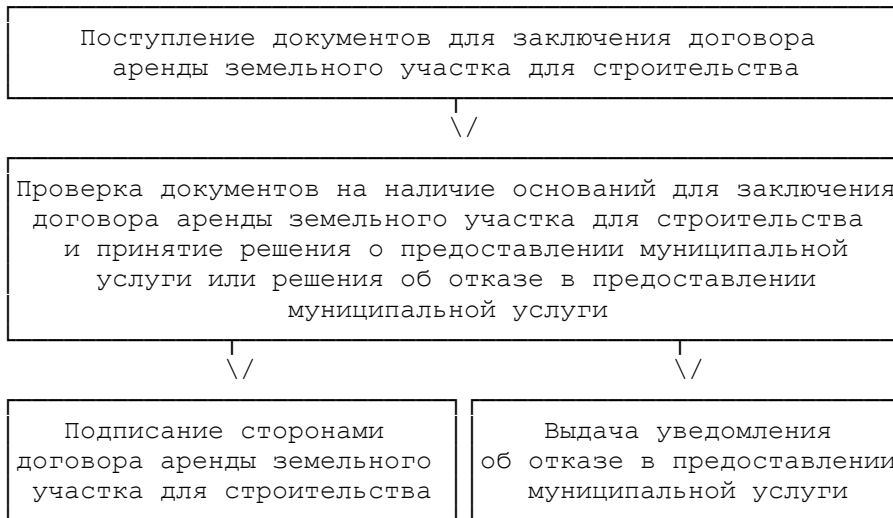 Поступление документов для заключения договора
аренды земельного участка для строительства
Проверка документов на наличие оснований для заключения
договора аренды земельного участка для строительства
и принятие решения о предоставлении муниципальной
услуги или решения об отказе в предоставлении
муниципальной услуги
Подписание сторонами
договора аренды земельного
участка для строительства
Выдача уведомления
об отказе в предоставлении
муниципальной услуги